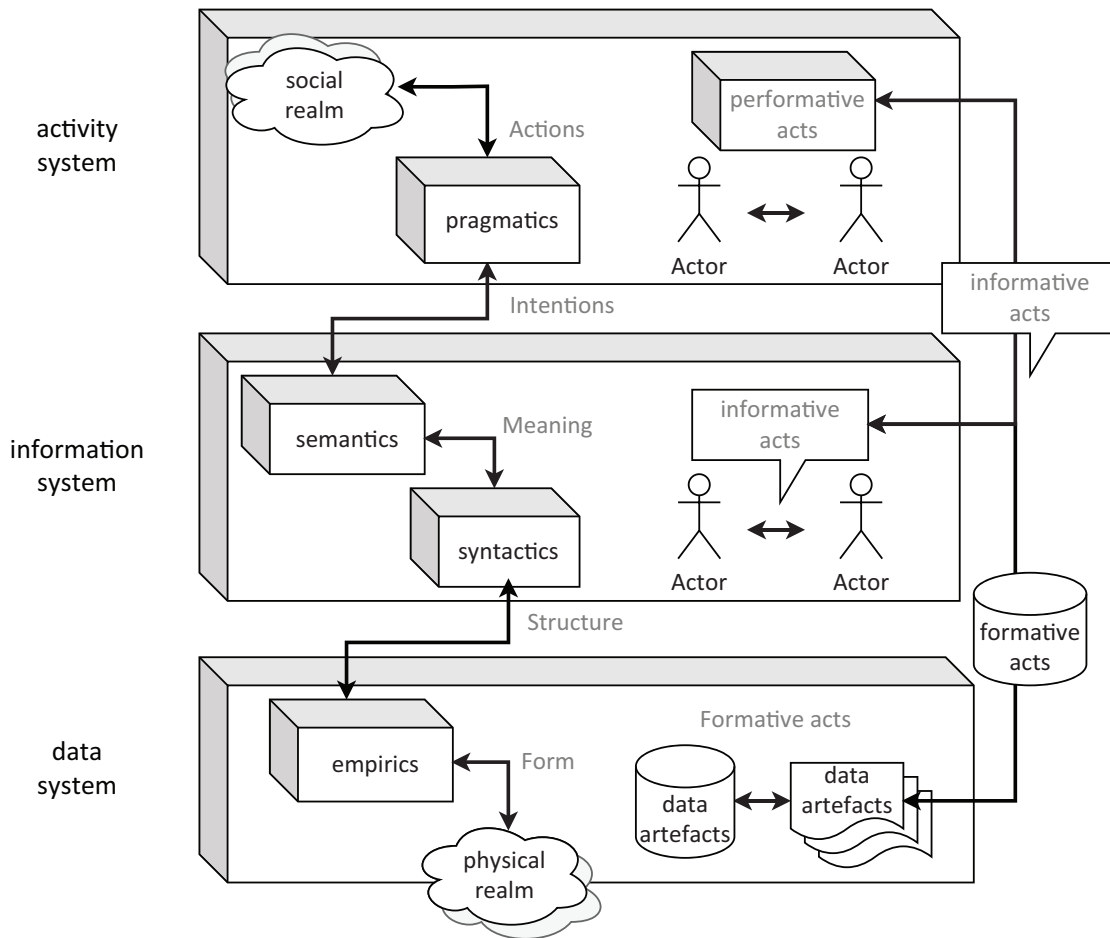 activity
system
social
realm
Actions
pragmatics
performative
acts
Actor
Actor
Intentions
informative
acts
information
system
semantics
Meaning
syntactics
informative
acts
Actor
Actor
Structure
formative
acts
data
system
empirics
Form
physical
realm
Formative acts
data
artefacts
data
artefacts